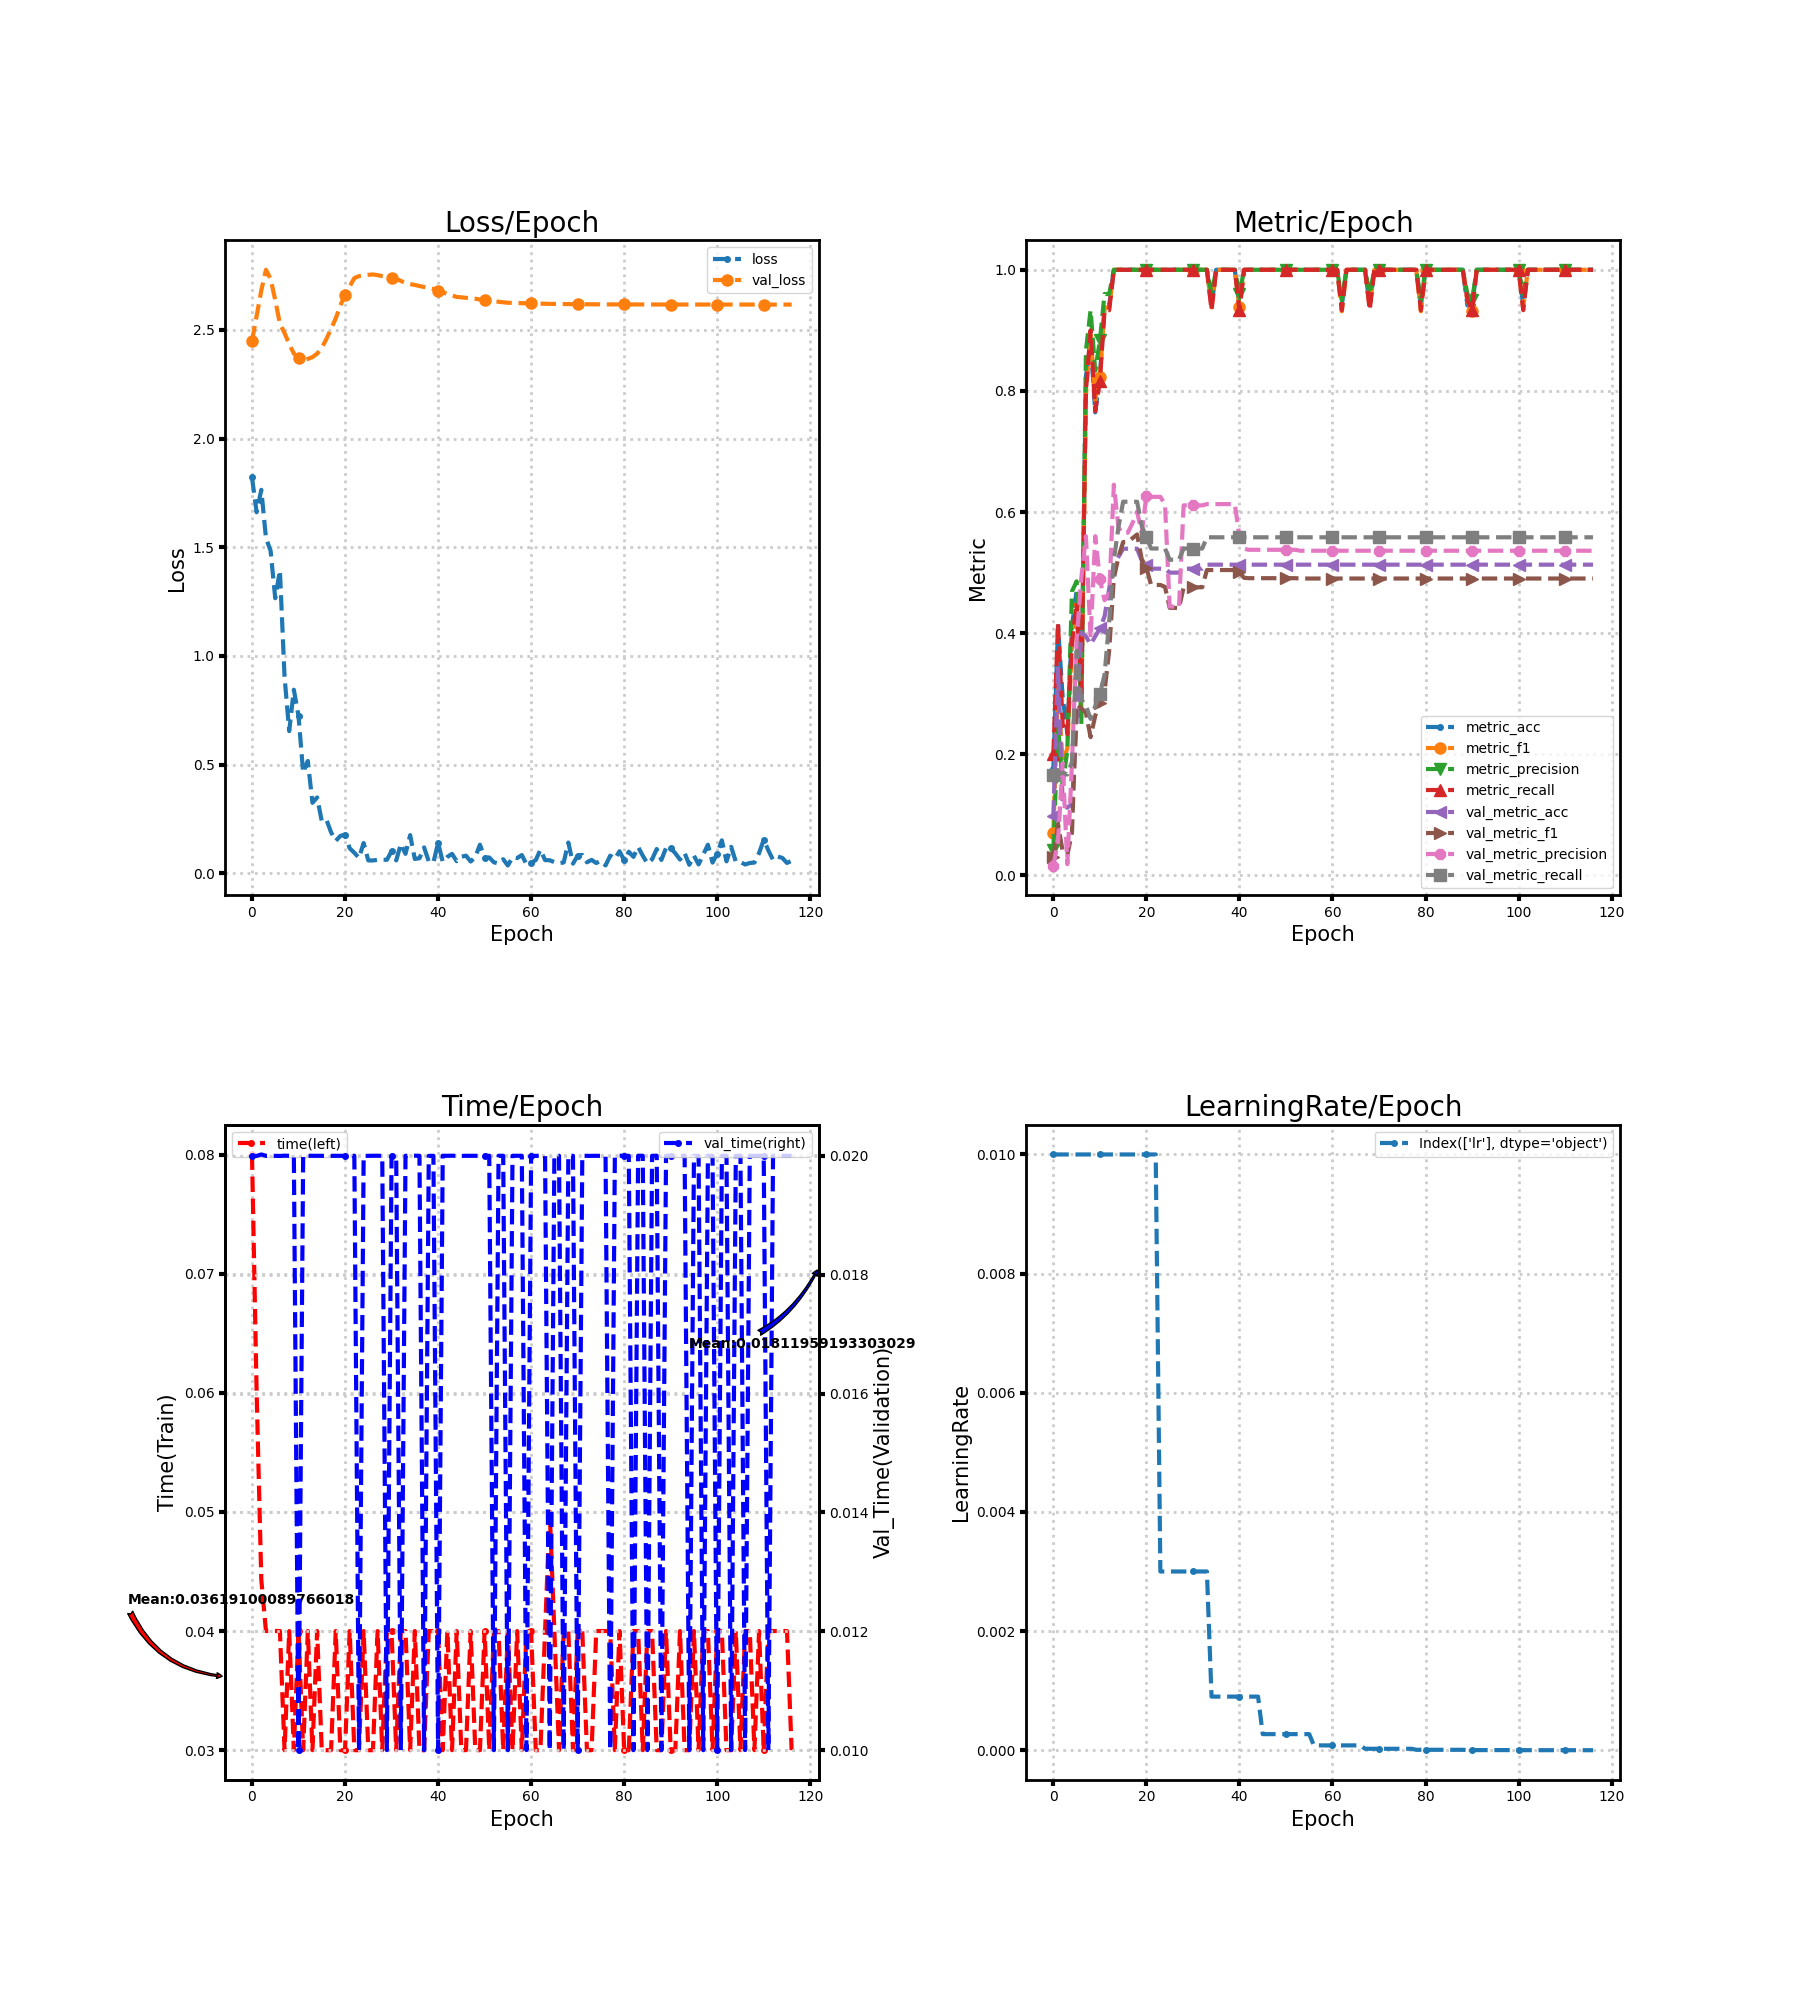 Loss/Epoch
loss
val_loss
2.5
2.0
1.5
1.0
0.5
0.0
Loss
0 20 40 60 80 100 120
Epoch
Metric/Epoch
1.0
0.8
0.6
0.4
0.2
0.0
Metric
metric_acc
metric_f1
metric_precision
metric_recall
val_metric_acc
val_metric_f1
val_metric_precision
val_metric_recall
0 20 40 60 80 100 120
Epoch
Time/Epoch
time(left)
val_time(right)
0.08
0.07
0.06
0.05
0.04
0.03
Time(Train)
Mean:0.03619100089766018
0.020
0.018
0.016
0.014
0.012
0.010
Mean:0.01811959193303029
Val_Time(Validation)
0 20 40 60 80 100 120
Epoch
LearningRate/Epoch
Index(['lr'], dtype='object')
0.010
0.008
0.006
0.004
0.002
0.000
LearningRate
0 20 40 60 80 100 120
Epoch